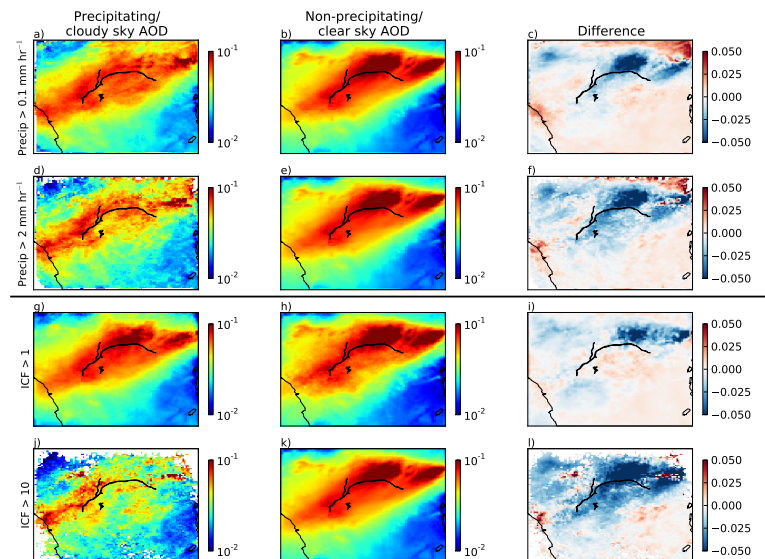 Precipitating/
cloudy sky AOD
Non-precipitating/
clear sky AOD
Difference
a)
b)
c)
Precip > 0.1 mm hr⁻¹
10⁻¹
10⁻²
10⁻¹
10⁻²
0.050
0.025
0.000
−0.025
−0.050
d)
e)
f)
Precip > 2 mm hr⁻¹
10⁻¹
10⁻²
10⁻¹
10⁻²
0.050
0.025
0.000
−0.025
−0.050
g)
h)
i)
ICF > 1
10⁻¹
10⁻²
10⁻¹
10⁻²
0.050
0.025
0.000
−0.025
−0.050
j)
k)
l)
ICF > 10
10⁻¹
10⁻²
10⁻¹
10⁻²
0.050
0.025
0.000
−0.025
−0.050